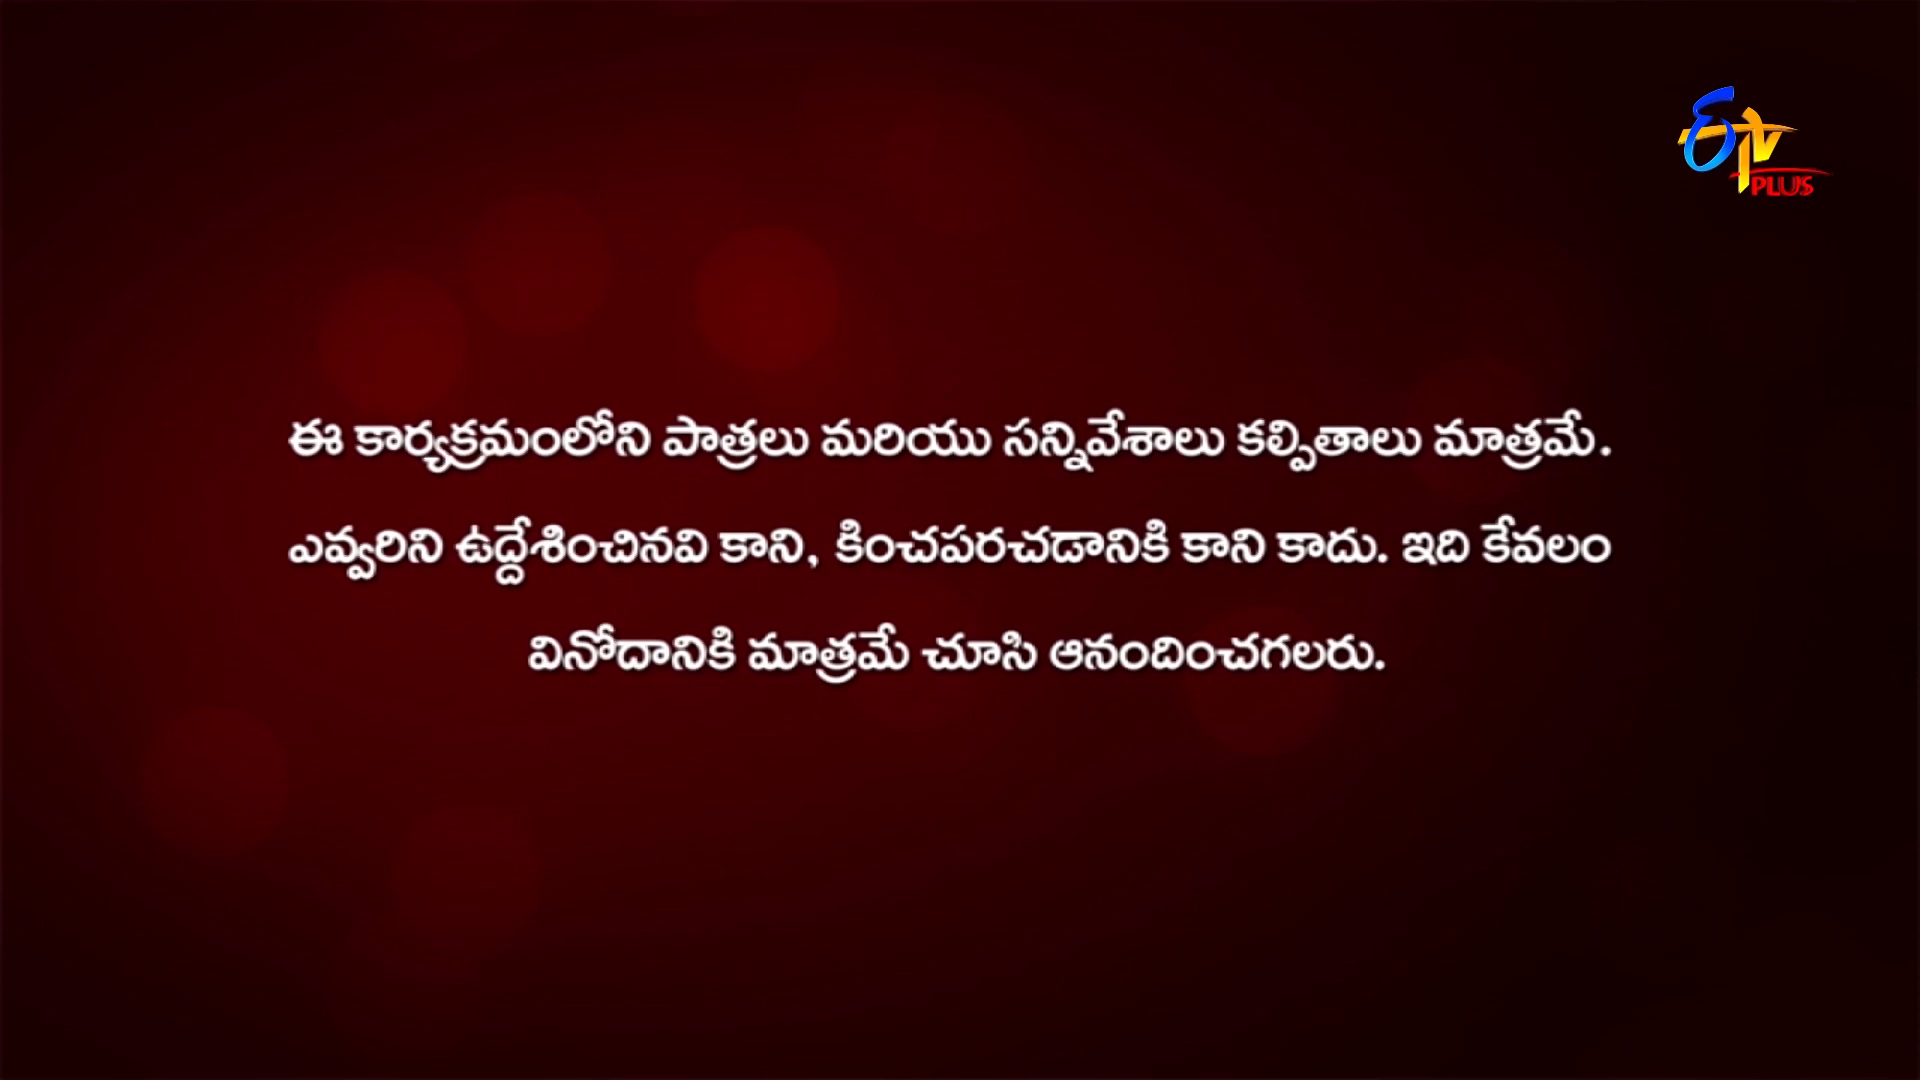 ETV
PLUS
ఈ కార్యక్రమంలోని పాత్రలు మరియు సన్నివేశాలు కల్పితాలు మాత్రమే.
ఎవ్వరిని ఉద్దేశించినవి కాని, కించపరచడానికి కాని కాదు. ఇది కేవలం
వినోదానికి మాత్రమే చూసి ఆనందించగలరు.